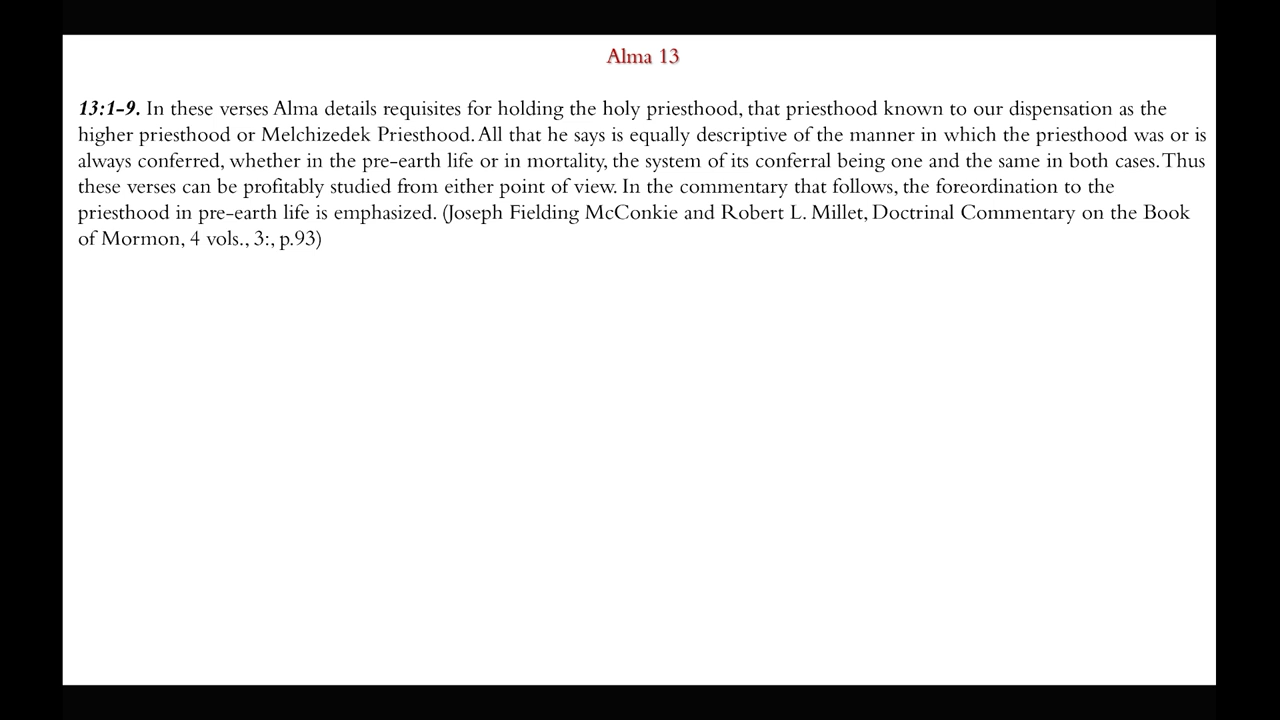 Alma 13
13:1-9. In these verses Alma details requisites for holding the holy priesthood, that priesthood known to our dispensation as the
higher priesthood or Melchizedek Priesthood. All that he says is equally descriptive of the manner in which the priesthood was or is
always conferred, whether in the pre-earth life or in mortality, the system of its conferral being one and the same in both cases. Thus
these verses can be profitably studied from either point of view. In the commentary that follows, the foreordination to the
priesthood in pre-earth life is emphasized. (Joseph Fielding McConkie and Robert L. Millet, Doctrinal Commentary on the Book
of Mormon, 4 vols., 3:, p.93)